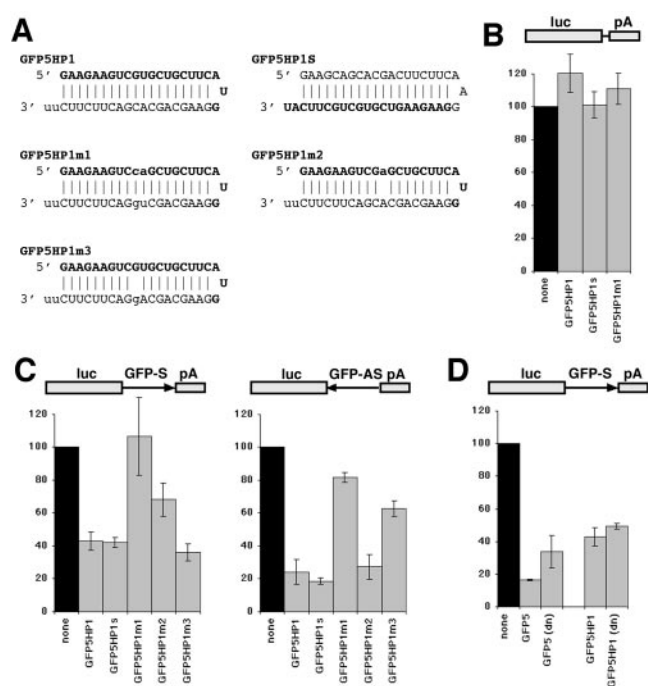 A
GFP5HP1
5' GAAGAAGUCGUGCUGCUUCA
U
3' uuCUUCUUCAGCACGACGAAGG
GFP5HP1S
5' GAAGCAGCACGACUUCUUCA
A
3' UACUUCGUCGUGCUGAAGAAGG
GFP5HP1m1
5' GAAGAAGUCcaGCUGCUUCA
U
3' uuCUUCUUCAGguCGACGAAGG
GFP5HP1m2
5' GAAGAAGUCGaGCUGCUUCA
U
3' uuCUUCUUCAGCACGACGAAGG
GFP5HP1m3
5' GAAGAAGUCGUGCUGCUUCA
U
3' uuCUUCUUCAGgACGACGAAGG
B
luc pA
120
100
80
60
40
20
0
none
GFP5HP1
GFP5HP1s
GFP5HP1m1
C
luc GFP-S pA
120
100
80
60
40
20
0
none
GFP5HP1
GFP5HP1s
GFP5HP1m1
GFP5HP1m2
GFP5HP1m3
luc GFP-AS pA
120
100
80
60
40
20
0
none
GFP5HP1
GFP5HP1s
GFP5HP1m1
GFP5HP1m2
GFP5HP1m3
D
luc GFP-S pA
120
100
80
60
40
20
0
none
GFP5
GFP5 (dn)
GFP5HP1
GFP5HP1 (dn)